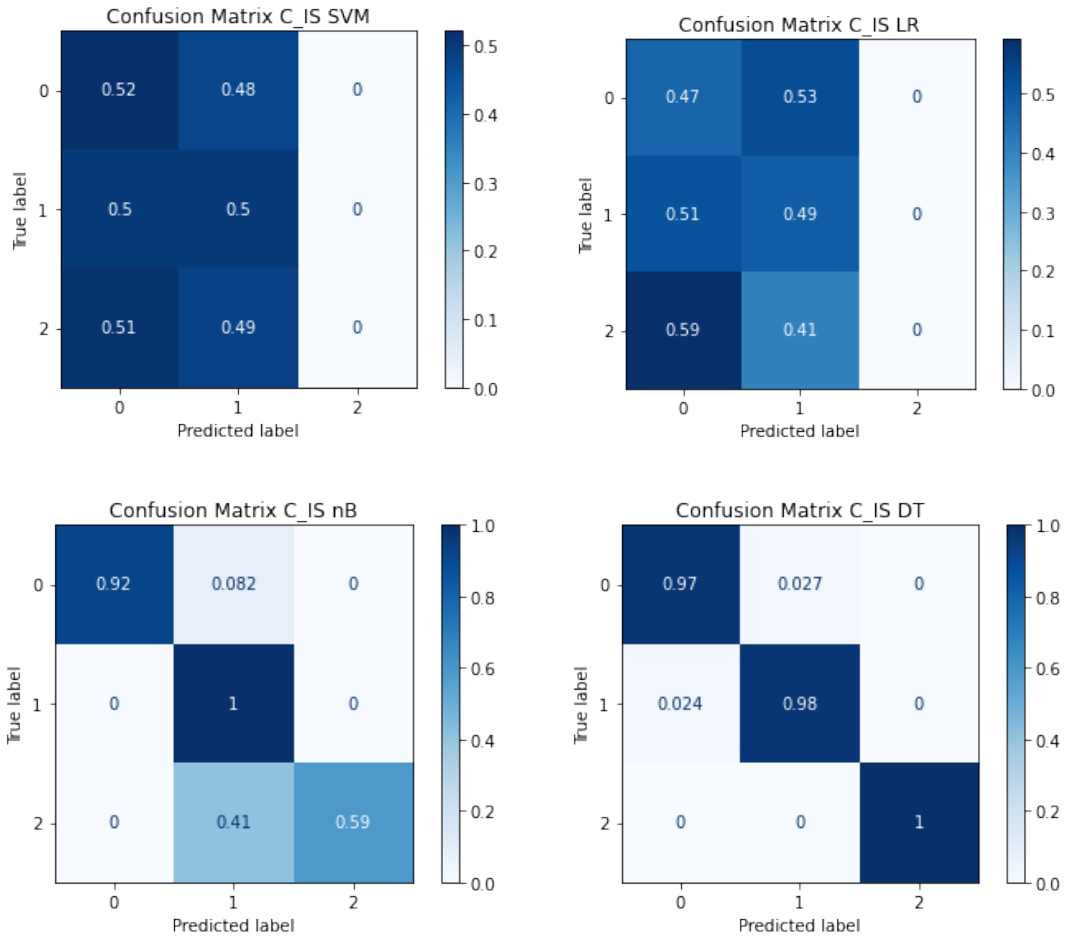 Confusion Matrix C_IS SVM
0 0.52 0.48 0
1 0.5 0.5 0
2 0.51 0.49 0
0 1 2
Predicted label
True label
0.5
0.4
0.3
0.2
0.1
0.0
Confusion Matrix C_IS LR
0 0.47 0.53 0
1 0.51 0.49 0
2 0.59 0.41 0
0 1 2
Predicted label
True label
0.5
0.4
0.3
0.2
0.1
0.0
Confusion Matrix C_IS nB
0 0.92 0.082 0
1 0 1 0
2 0 0.41 0.59
0 1 2
Predicted label
True label
1.0
0.8
0.6
0.4
0.2
0.0
Confusion Matrix C_IS DT
0 0.97 0.027 0
1 0.024 0.98 0
2 0 0 1
0 1 2
Predicted label
True label
1.0
0.8
0.6
0.4
0.2
0.0